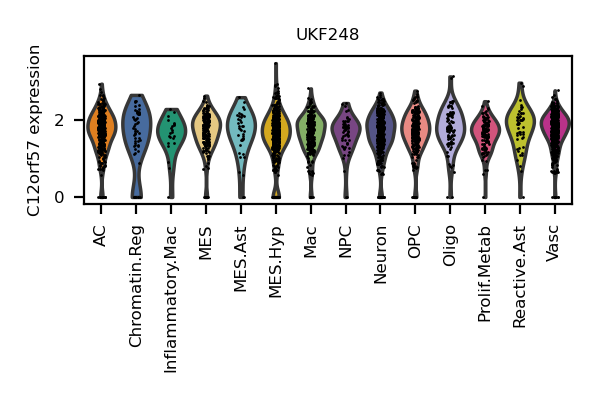 UKF248
C12orf57 expression
2
0
AC
Chromatin.Reg
Inflammatory.Mac
MES
MES.Ast
MES.Hyp
Mac
NPC
Neuron
OPC
Oligo
Prolif.Metab
Reactive.Ast
Vasc